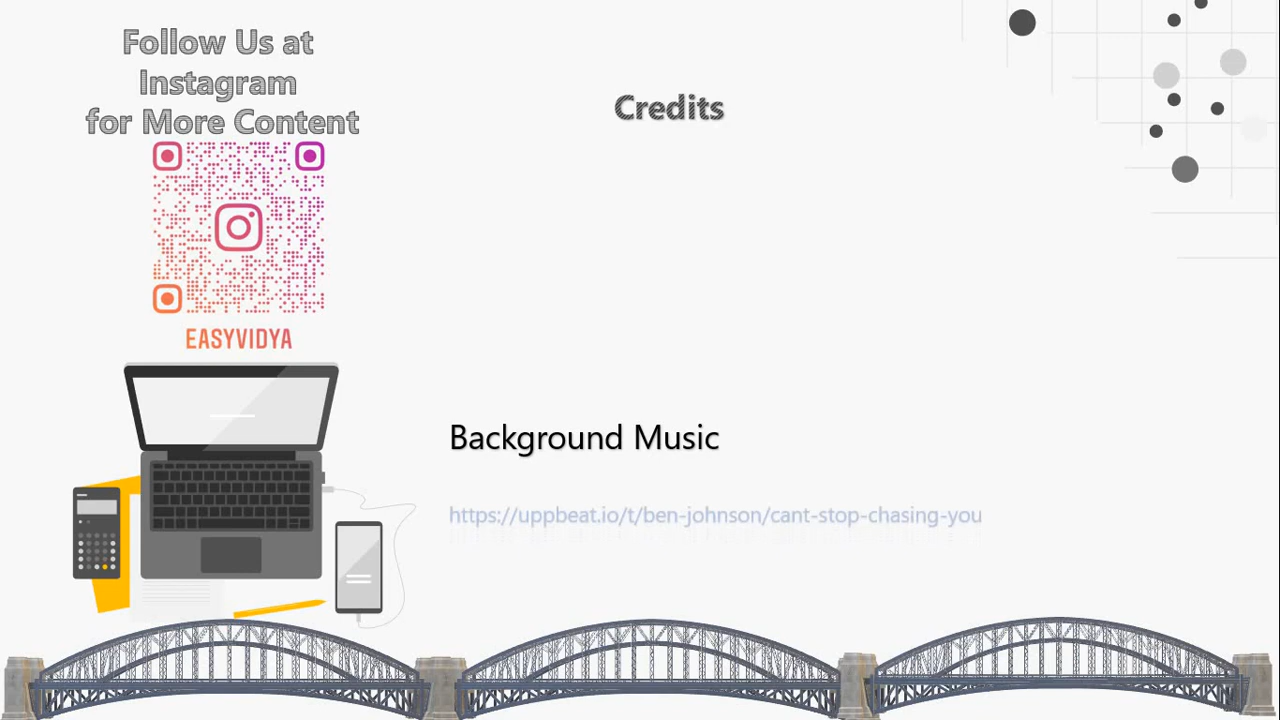 Follow Us at
Instagram
for More Content
EASYVIDYA
Credits
Background Music
https://uppbeat.io/t/ben-johnson/cant-stop-chasing-you